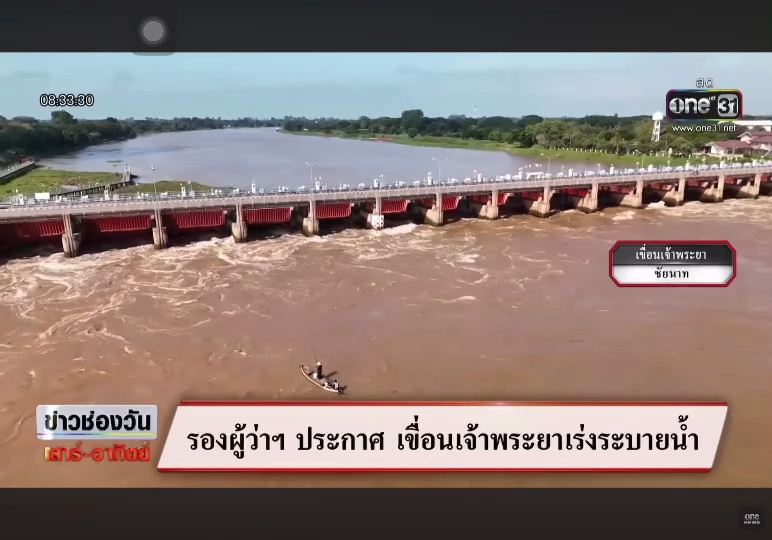 08:33:30
สด
one 31
www.one31.net
เขื่อนเจ้าพระยา
ชัยนาท
ข่าวช่องวัน
เสาร์-อาทิตย์
รองผู้ว่าฯ ประกาศ เขื่อนเจ้าพระยาเร่งระบายน้ำ
one